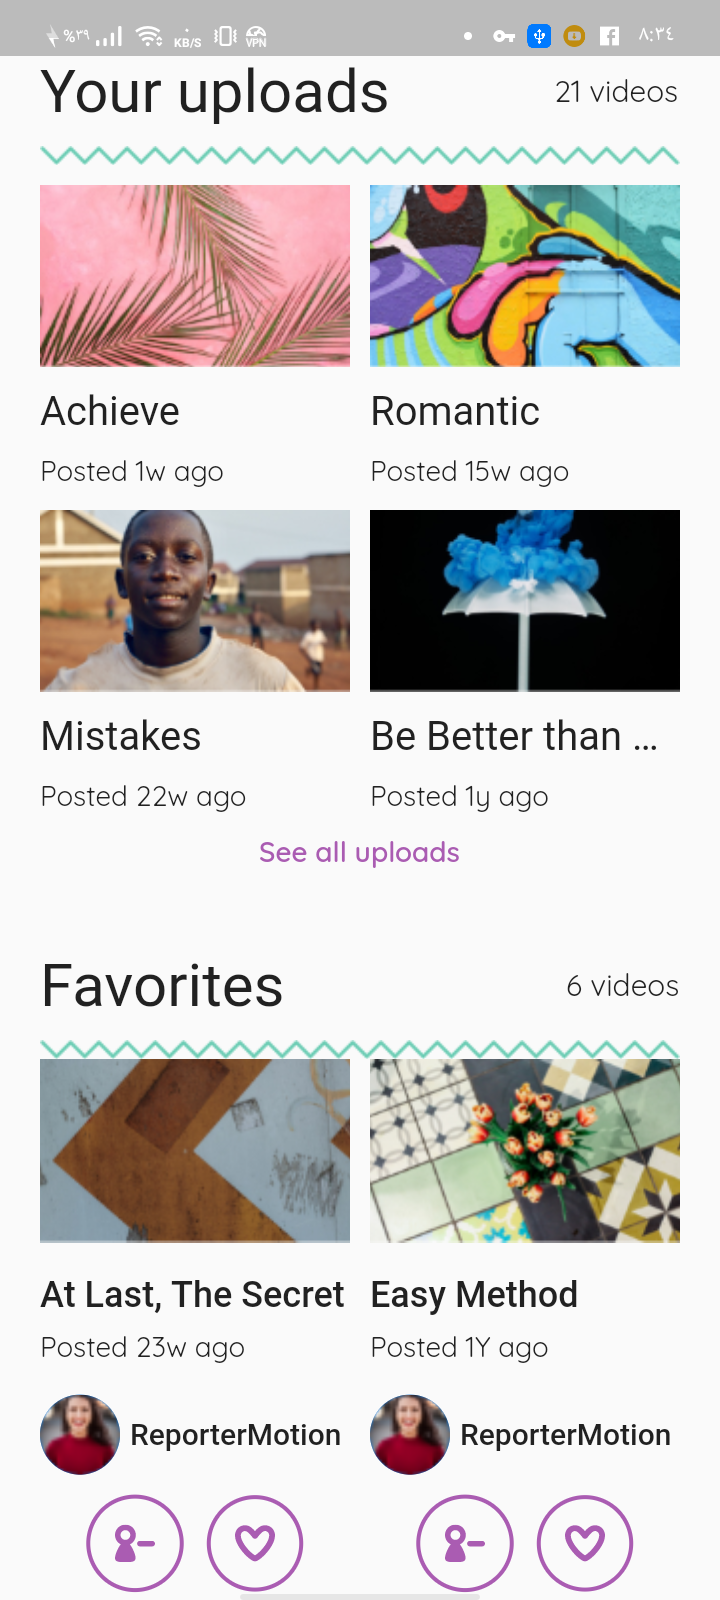 %٣٩ KB/S VPN ٨:٣٤
Your uploads 21 videos
Achieve Romantic
Posted 1w ago Posted 15w ago
Mistakes Be Better than ...
Posted 22w ago Posted 1y ago
See all uploads
Favorites 6 videos
At Last, The Secret Easy Method
Posted 23w ago Posted 1Y ago
ReporterMotion ReporterMotion